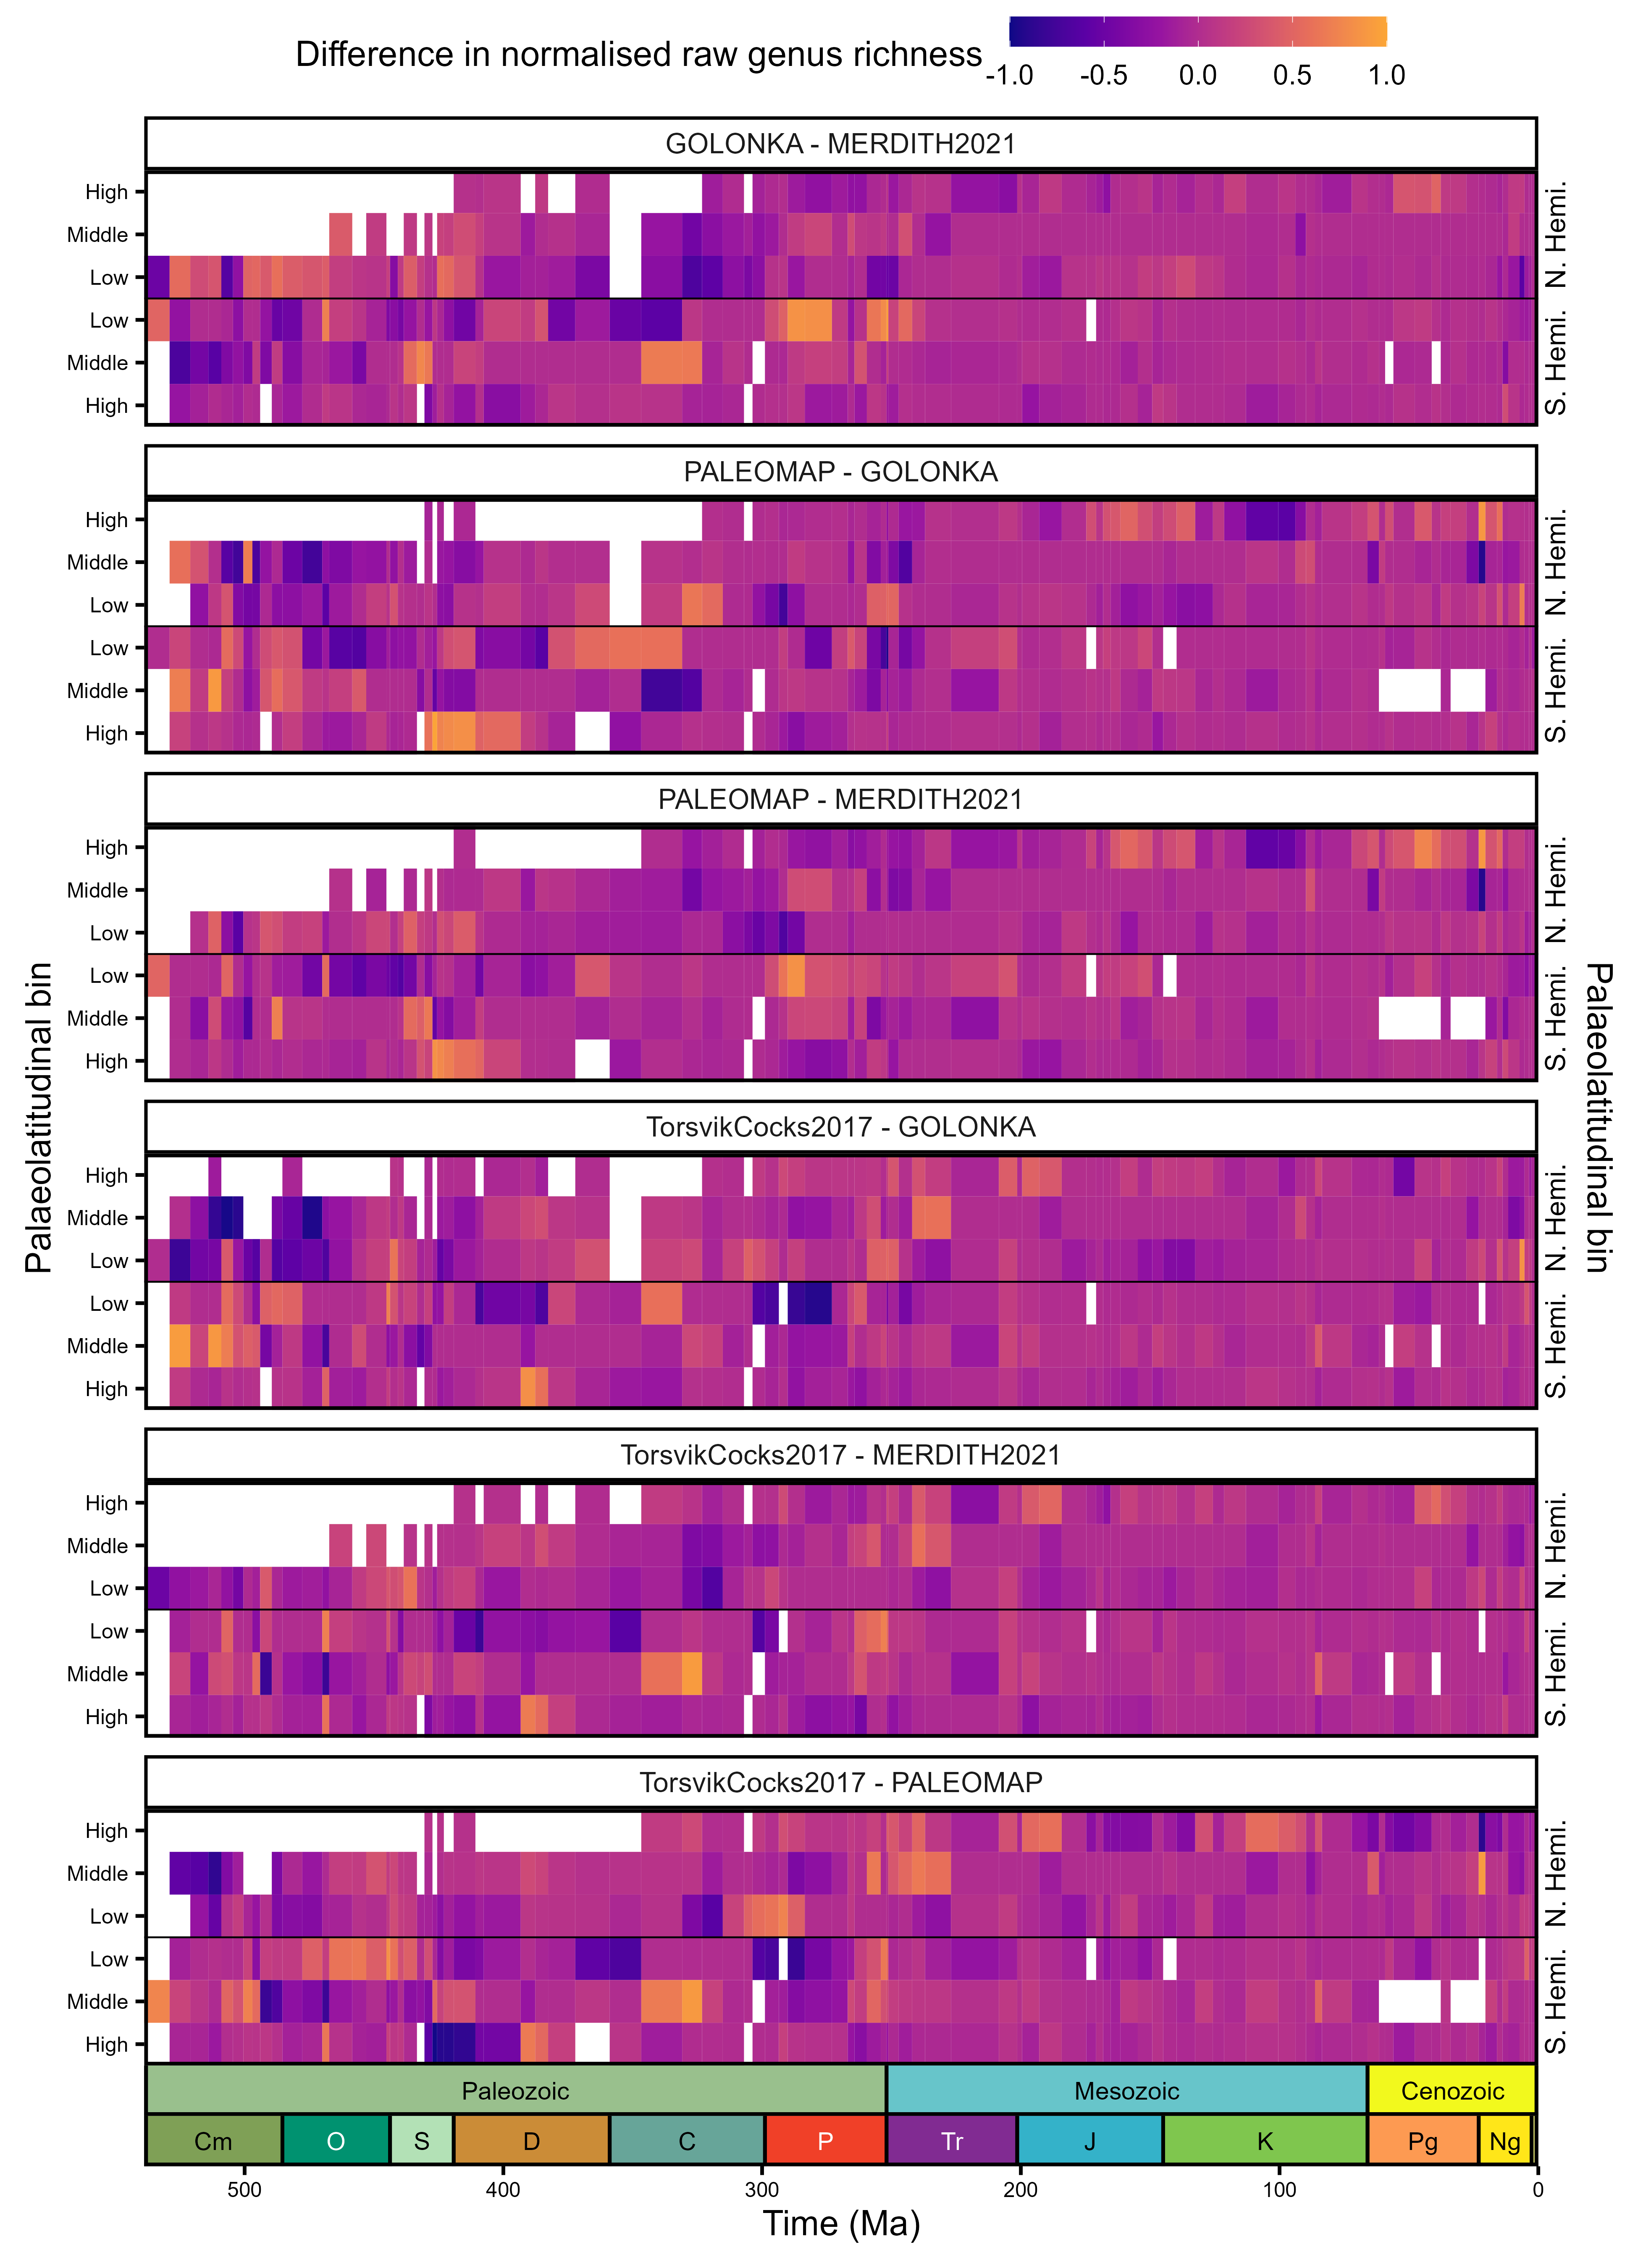 Difference in normalised raw genus richness
-1.0 -0.5 0.0 0.5 1.0
GOLONKA - MERDITH2021
High
Middle
Low
Low
Middle
High
N. Hemi.
S. Hemi.
PALEOMAP - GOLONKA
High
Middle
Low
Low
Middle
High
N. Hemi.
S. Hemi.
PALEOMAP - MERDITH2021
High
Middle
Low
Low
Middle
High
N. Hemi.
S. Hemi.
Palaeolatitudinal bin
Palaeolatitudinal bin
TorsvikCocks2017 - GOLONKA
High
Middle
Low
Low
Middle
High
N. Hemi.
S. Hemi.
TorsvikCocks2017 - MERDITH2021
High
Middle
Low
Low
Middle
High
N. Hemi.
S. Hemi.
TorsvikCocks2017 - PALEOMAP
High
Middle
Low
Low
Middle
High
N. Hemi.
S. Hemi.
Paleozoic Mesozoic Cenozoic
Cm O S D C P Tr J K Pg Ng
500 400 300 200 100 0
Time (Ma)